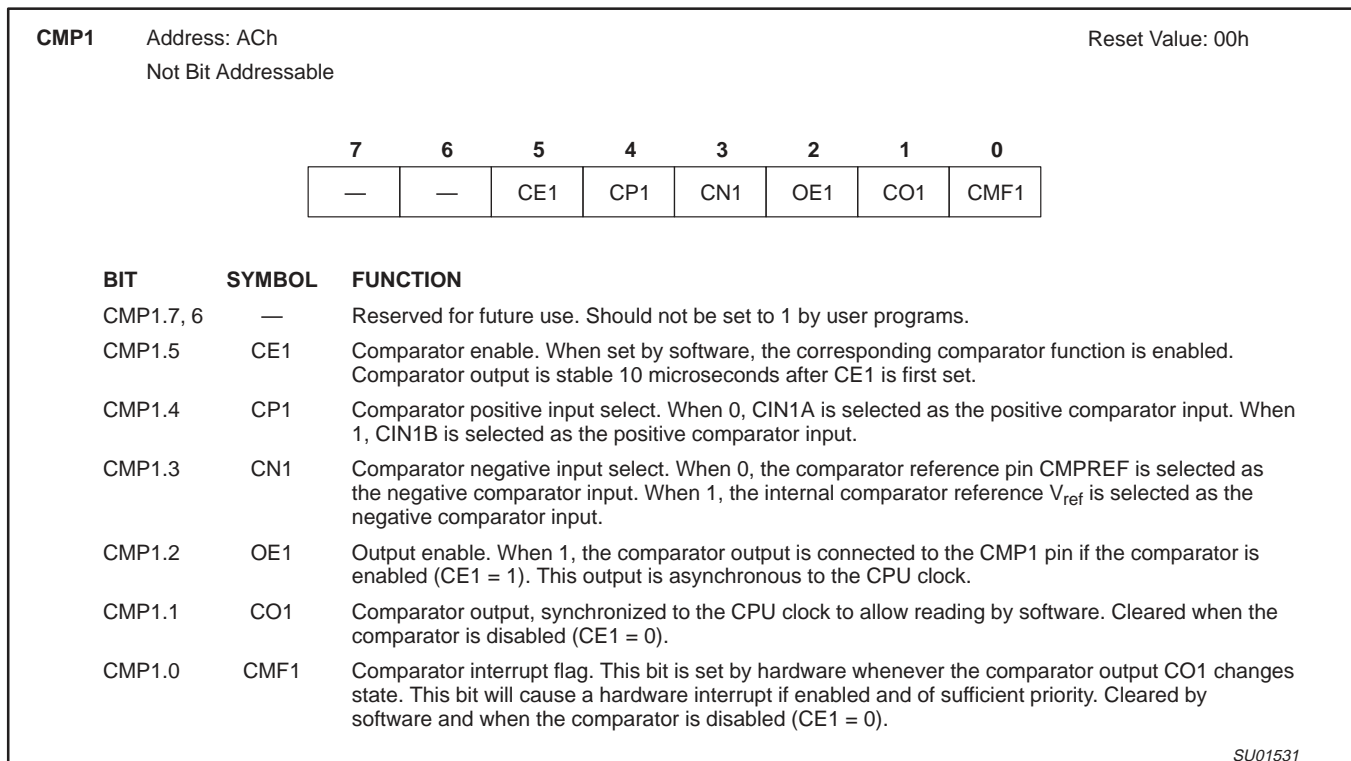 CMP1 Address: ACh Reset Value: 00h
Not Bit Addressable
7 6 5 4 3 2 1 0
— — CE1 CP1 CN1 OE1 CO1 CMF1
BIT SYMBOL FUNCTION
CMP1.7, 6 — Reserved for future use. Should not be set to 1 by user programs.
CMP1.5 CE1 Comparator enable. When set by software, the corresponding comparator function is enabled.
Comparator output is stable 10 microseconds after CE1 is first set.
CMP1.4 CP1 Comparator positive input select. When 0, CIN1A is selected as the positive comparator input. When
1, CIN1B is selected as the positive comparator input.
CMP1.3 CN1 Comparator negative input select. When 0, the comparator reference pin CMPREF is selected as
the negative comparator input. When 1, the internal comparator reference Vref is selected as the
negative comparator input.
CMP1.2 OE1 Output enable. When 1, the comparator output is connected to the CMP1 pin if the comparator is
enabled (CE1 = 1). This output is asynchronous to the CPU clock.
CMP1.1 CO1 Comparator output, synchronized to the CPU clock to allow reading by software. Cleared when the
comparator is disabled (CE1 = 0).
CMP1.0 CMF1 Comparator interrupt flag. This bit is set by hardware whenever the comparator output CO1 changes
state. This bit will cause a hardware interrupt if enabled and of sufficient priority. Cleared by
software and when the comparator is disabled (CE1 = 0).
SU01531